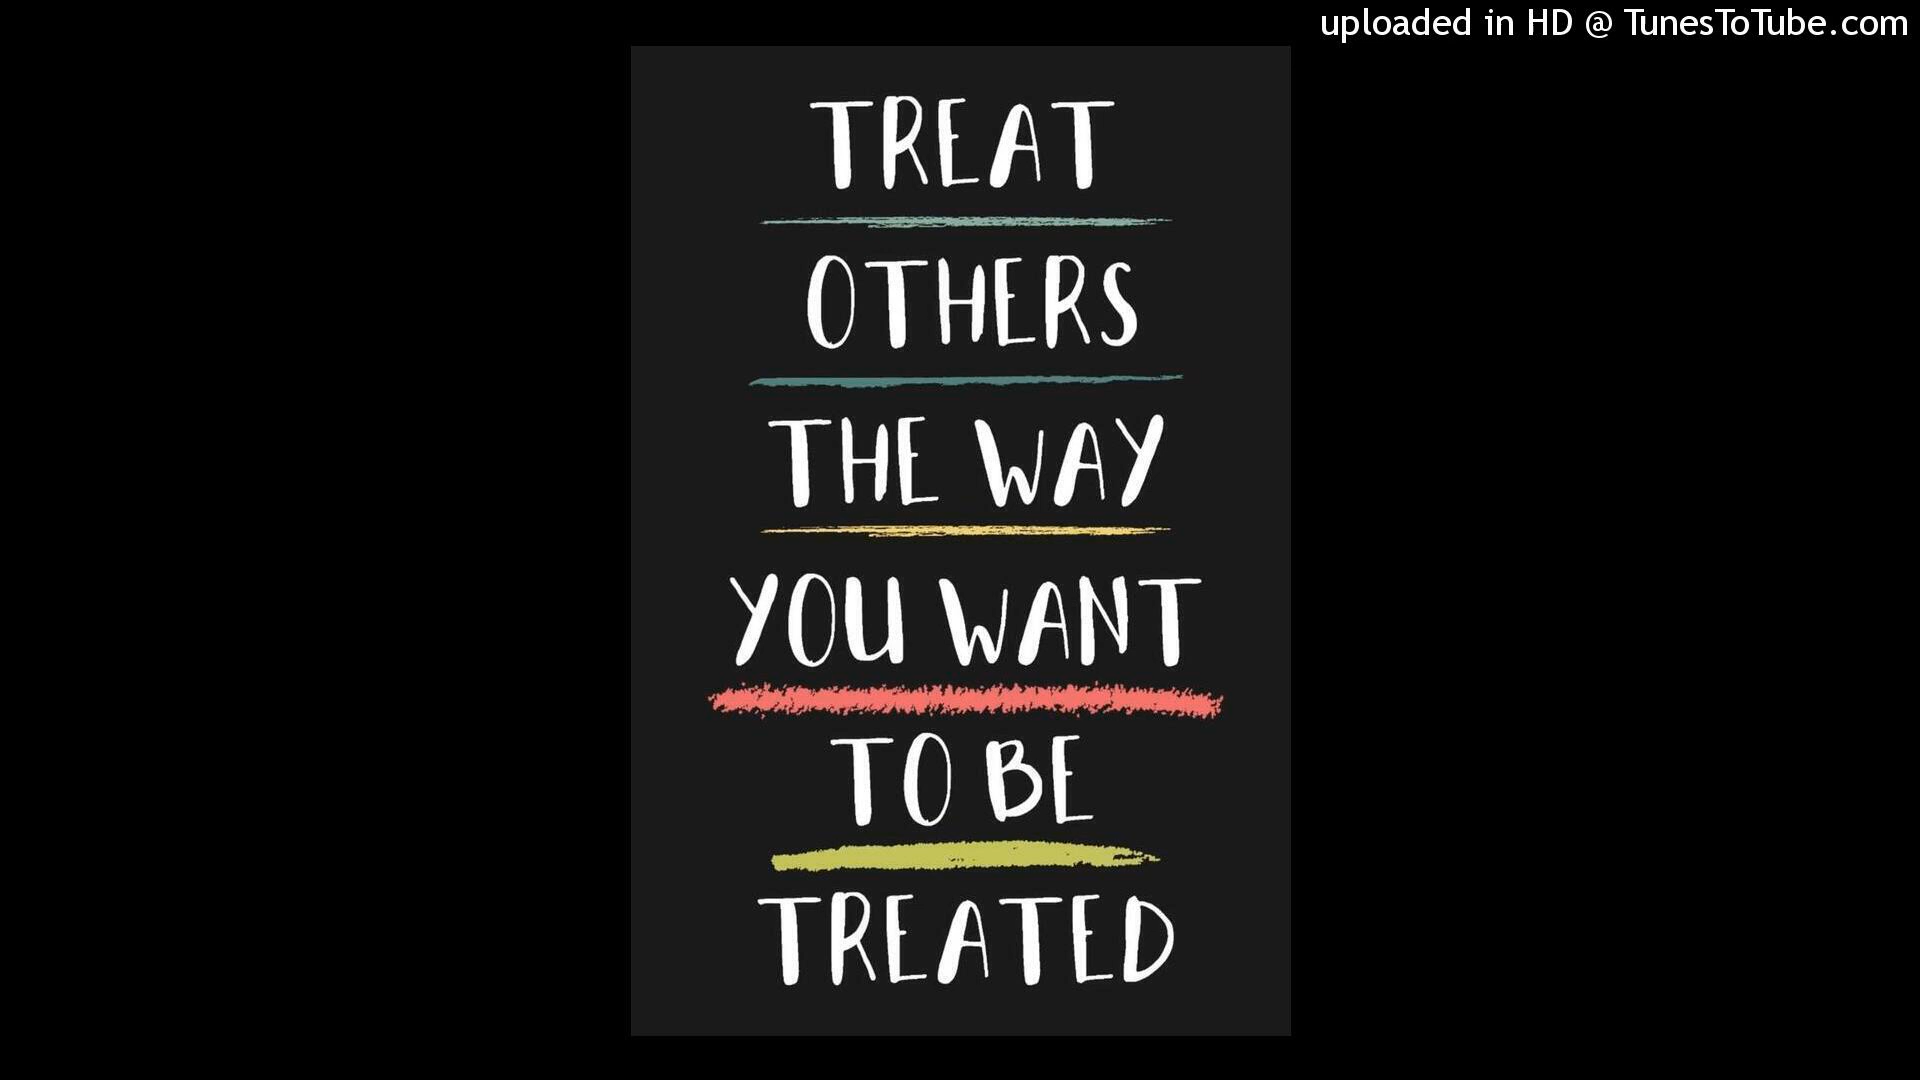 uploaded in HD @ TunesToTube.com
TREAT
OTHERS
THE WAY
YOU WANT
TO BE
TREATED